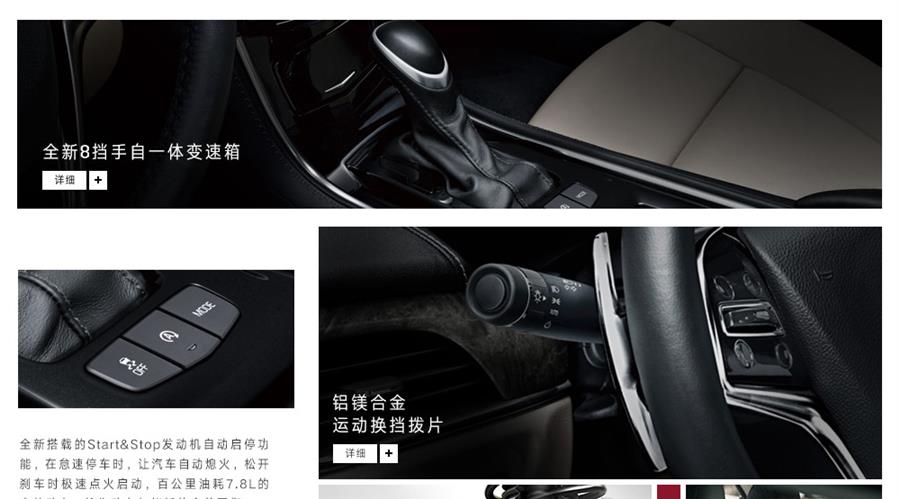 全新8挡手自一体变速箱
详细 +
MODE
MODE
OFF
铝镁合金
运动换挡拨片
详细 +
全新搭载的Start&Stop发动机自动启停功
能，在怠速停车时，让汽车自动熄火，松开
刹车时极速点火启动，百公里油耗7.8L的